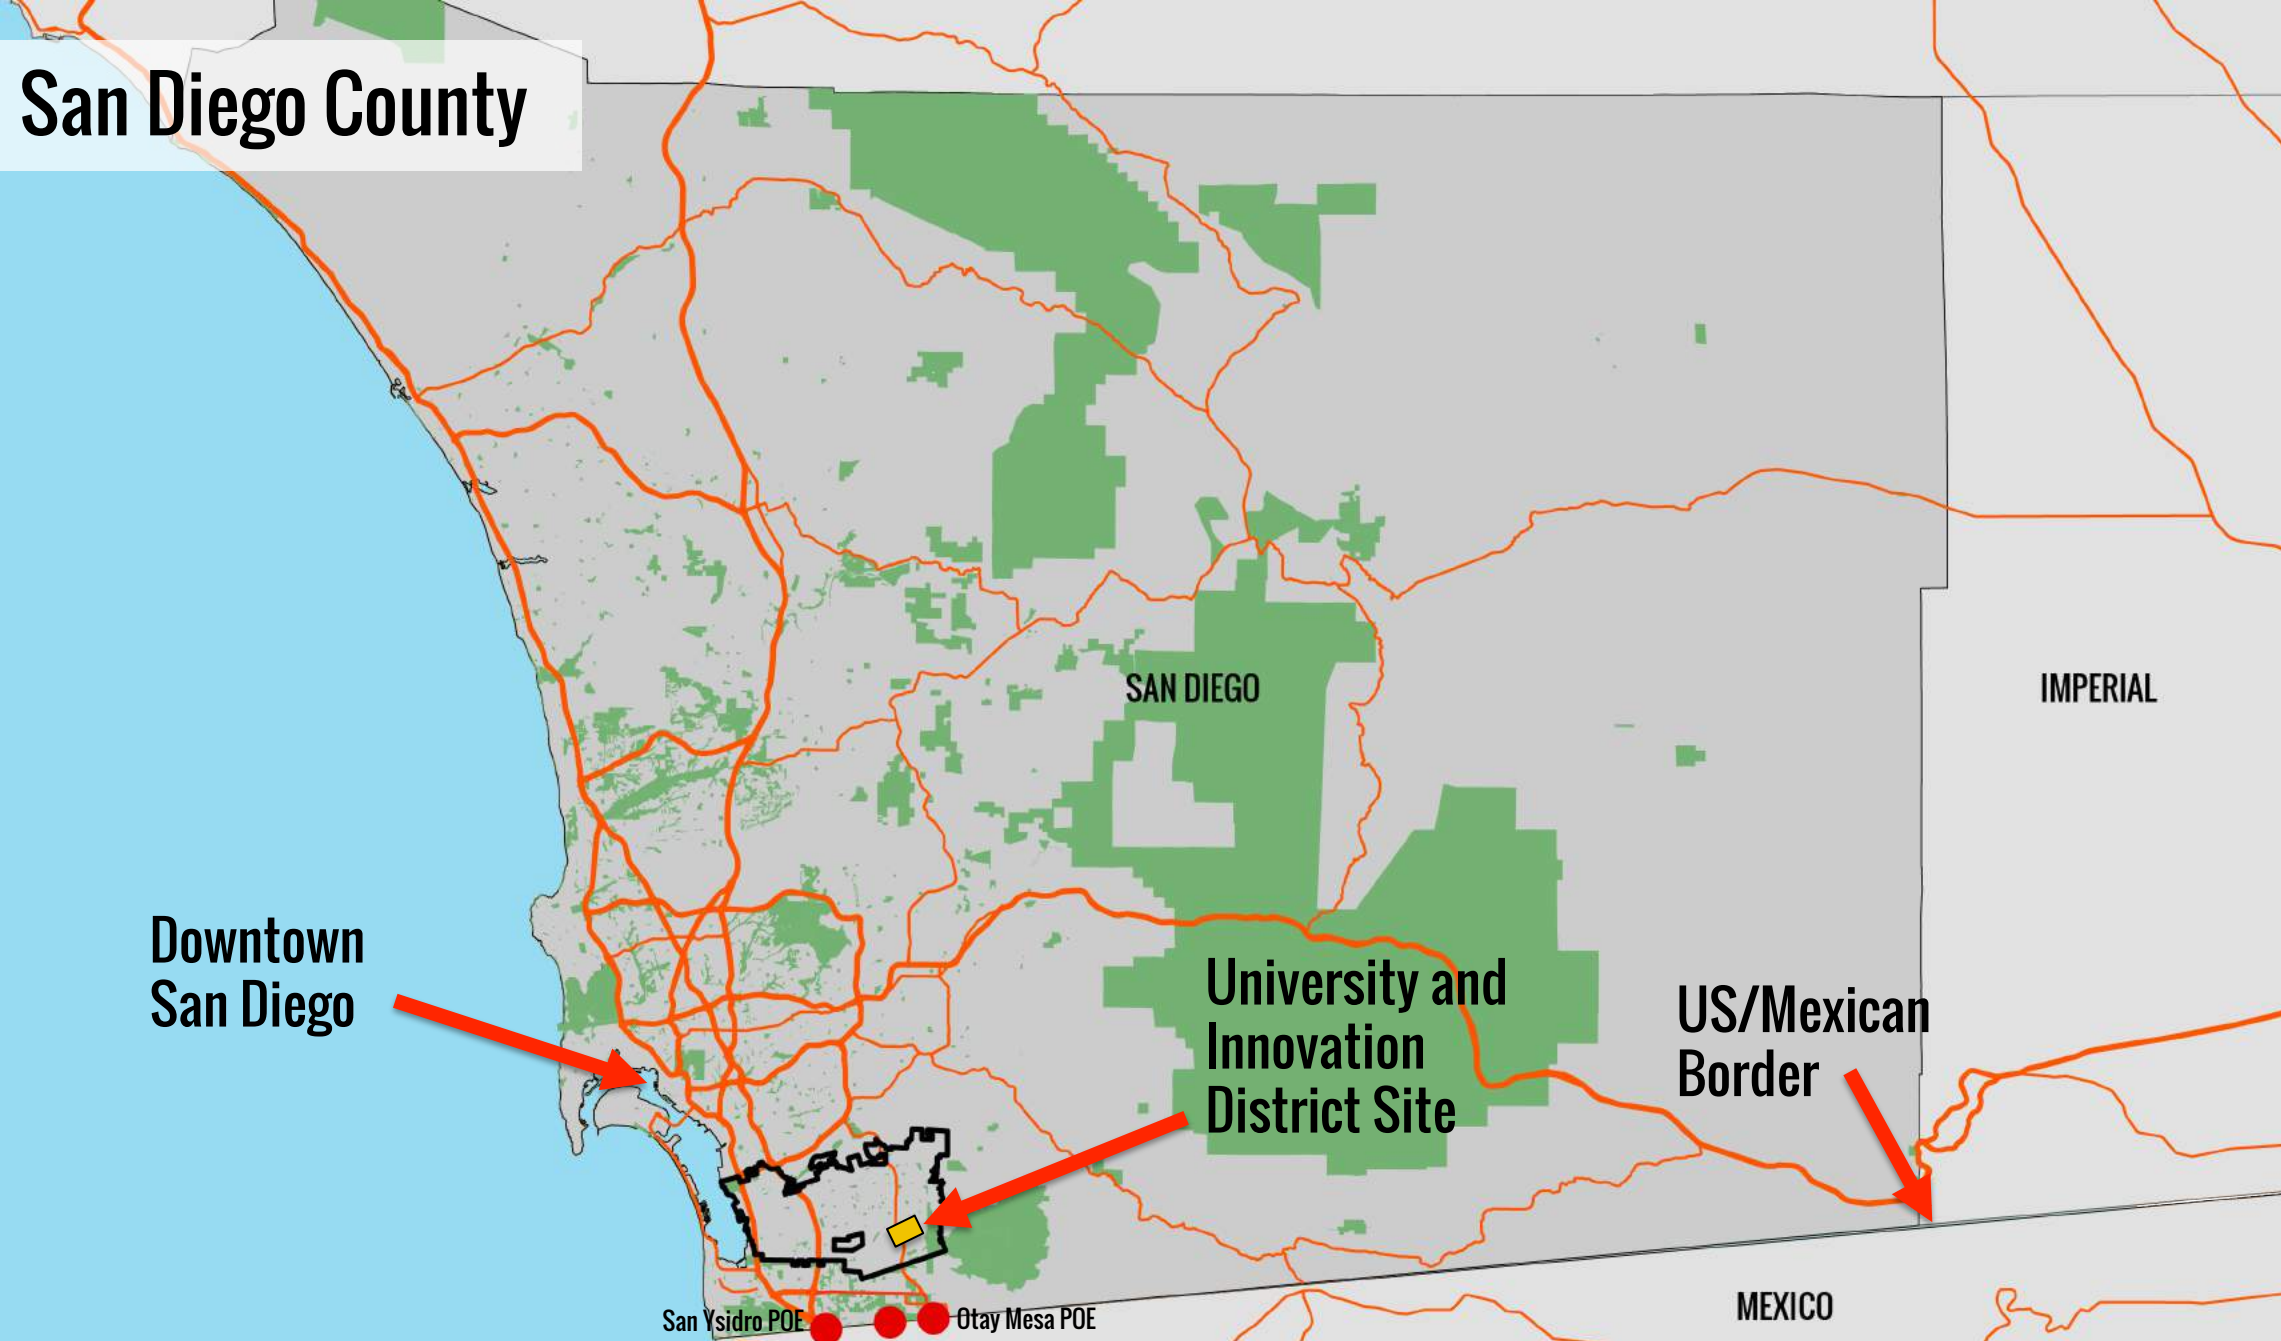 San Diego County
SAN DIEGO
IMPERIAL
Downtown
San Diego
University and
Innovation
District Site
US/Mexican
Border
San Ysidro POE
Otay Mesa POE
MEXICO